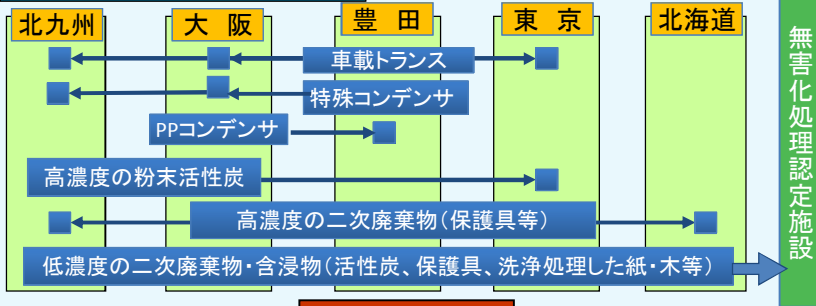 北九州
大　阪
豊　田
東　京
北海道
車載トランス
特殊コンデンサ
PPコンデンサ
高濃度の粉末活性炭
高濃度の二次廃棄物（保護具等）
低濃度の二次廃棄物・含浸物（活性炭、保護具、洗浄処理した紙・木等）
無害化処理認定施設